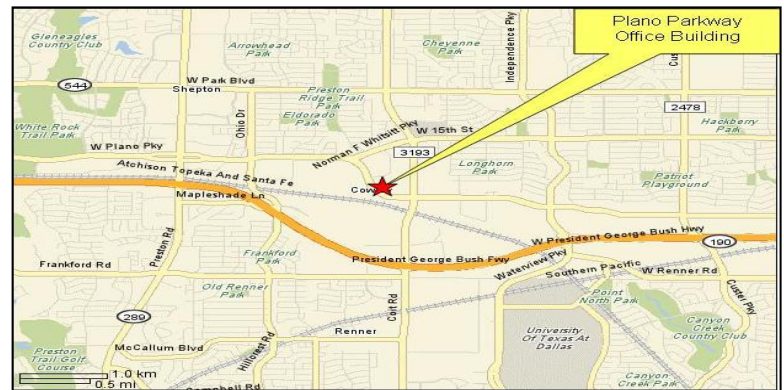 Plano Parkway
Office Building
Gleneagles
Country Club
Arrowhead
Park
Cheyenne
Park
Independence Pky
544
W Park Blvd
Shepton
Preston
Ridge Trail
Park
Eldorado
Park
Ohio Dr
2478
Hackberry
Park
White Rock
Trail Park
Norman F Whitsitt Pky
W 15th St
3193
W Plano Pky
Atchison Topeka And Santa Fe
Longhorn
Park
Patriot
Playground
Mapleshade Ln
W President George Bush Hwy
190
Preston Rd
Frankford Rd
Frankford
Park
President George Bush Fwy
Waterview Pky
Southern Pacific
W Renner Rd
Old Renner
Park
Coit Rd
Point
North Park
Custer Pky
289
Renner
McCallum Blvd
Hillcrest Rd
University
Of Texas At
Dallas
Canyon
Creek
Country Club
Preston
Trail Golf
Course
Campbell Rd
Canyon
Creek Park
1.0 km
0.5 mi